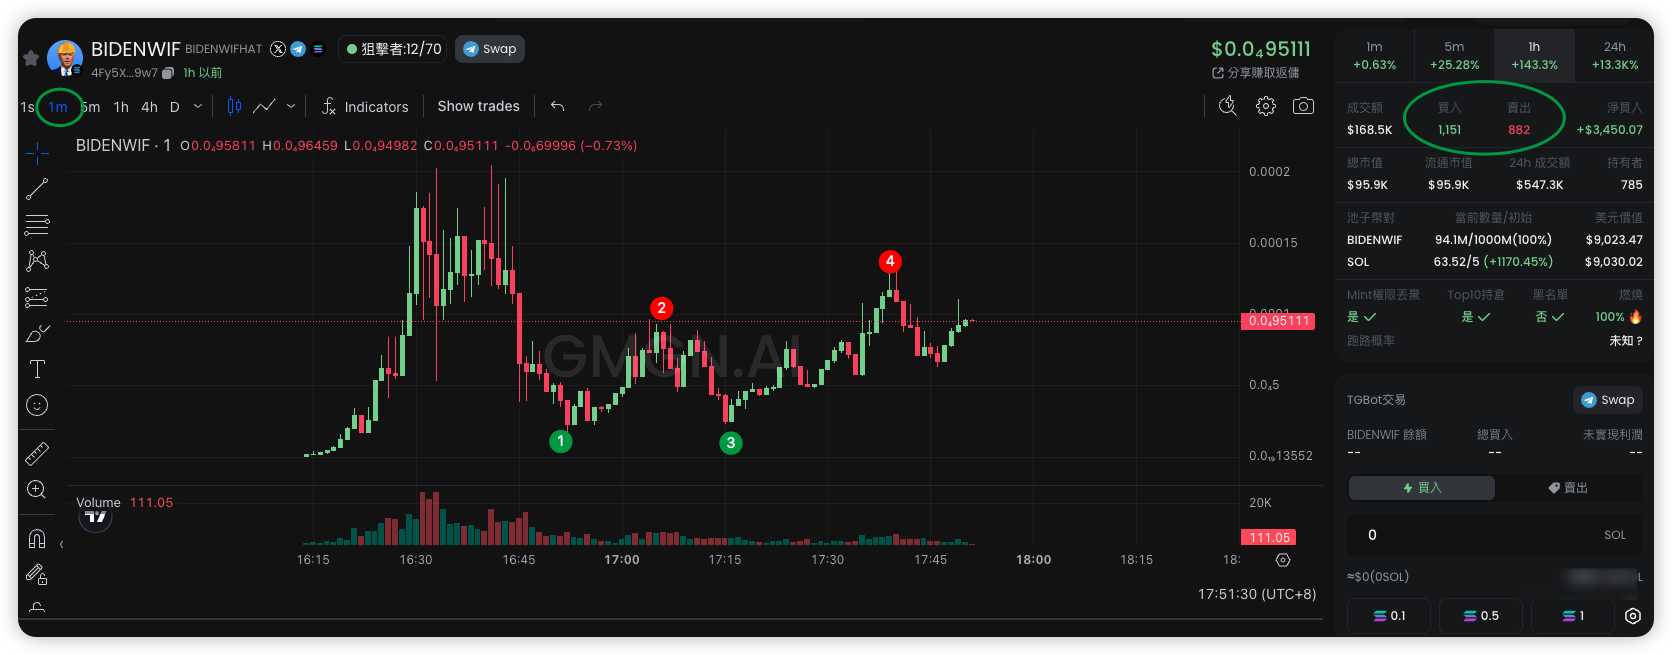 BIDENWIF BIDENWIFHAT 狙擊者:12/70 Swap
4Fy5X...9w7 1h 以前
$0.0₄95111
分享賺取返傭
1s 1m 5m 1h 4h D Indicators Show trades
BIDENWIF · 1 O0.0₄95811 H0.0₄96459 L0.0₄94982 C0.0₄95111 -0.0₆69996 (−0.73%)
0.0002
0.00015
0.0001
0.0₄95111
0.0₄5
0.0₁₉13552
GMGN.AI
1
2
3
4
Volume 111.05
20K
111.05
16:15 16:30 16:45 17:00 17:15 17:30 17:45 18:00 18:15 18:
17:51:30 (UTC+8)
1m 5m 1h 24h
+0.63% +25.28% +143.3% +13.3K%
成交額 買入 賣出 淨買入
$168.5K 1,151 882 +$3,450.07
總市值 流通市值 24h 成交額 持有者
$95.9K $95.9K $547.3K 785
池子幣對 當前數量/初始 美元價值
BIDENWIF 94.1M/1000M(100%) $9,023.47
SOL 63.52/5 (+1170.45%) $9,030.02
Mint權限丟棄 Top10持倉 黑名單 燃燒
是 是 否 100%
跑路概率 未知 ?
TGBot交易 Swap
BIDENWIF 餘額 總買入 未實現利潤
-- -- --
買入 賣出
0 SOL
≈$0(0SOL)
0.1 0.5 1